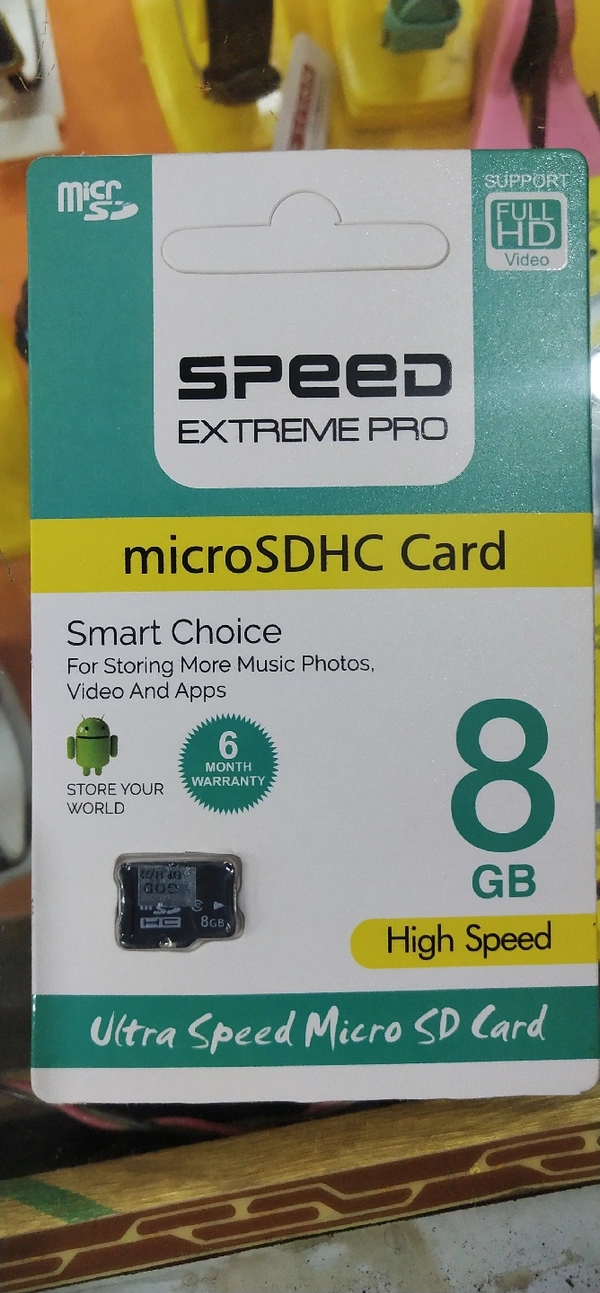 micro
SD
SUPPORT
FULL
HD
Video
SPEED
EXTREME PRO
microSDHC Card
Smart Choice
For Storing More Music Photos,
Video And Apps
6
MONTH
WARRANTY
STORE YOUR
WORLD
8
GB
HC
8GB
High Speed
Ultra Speed Micro SD Card